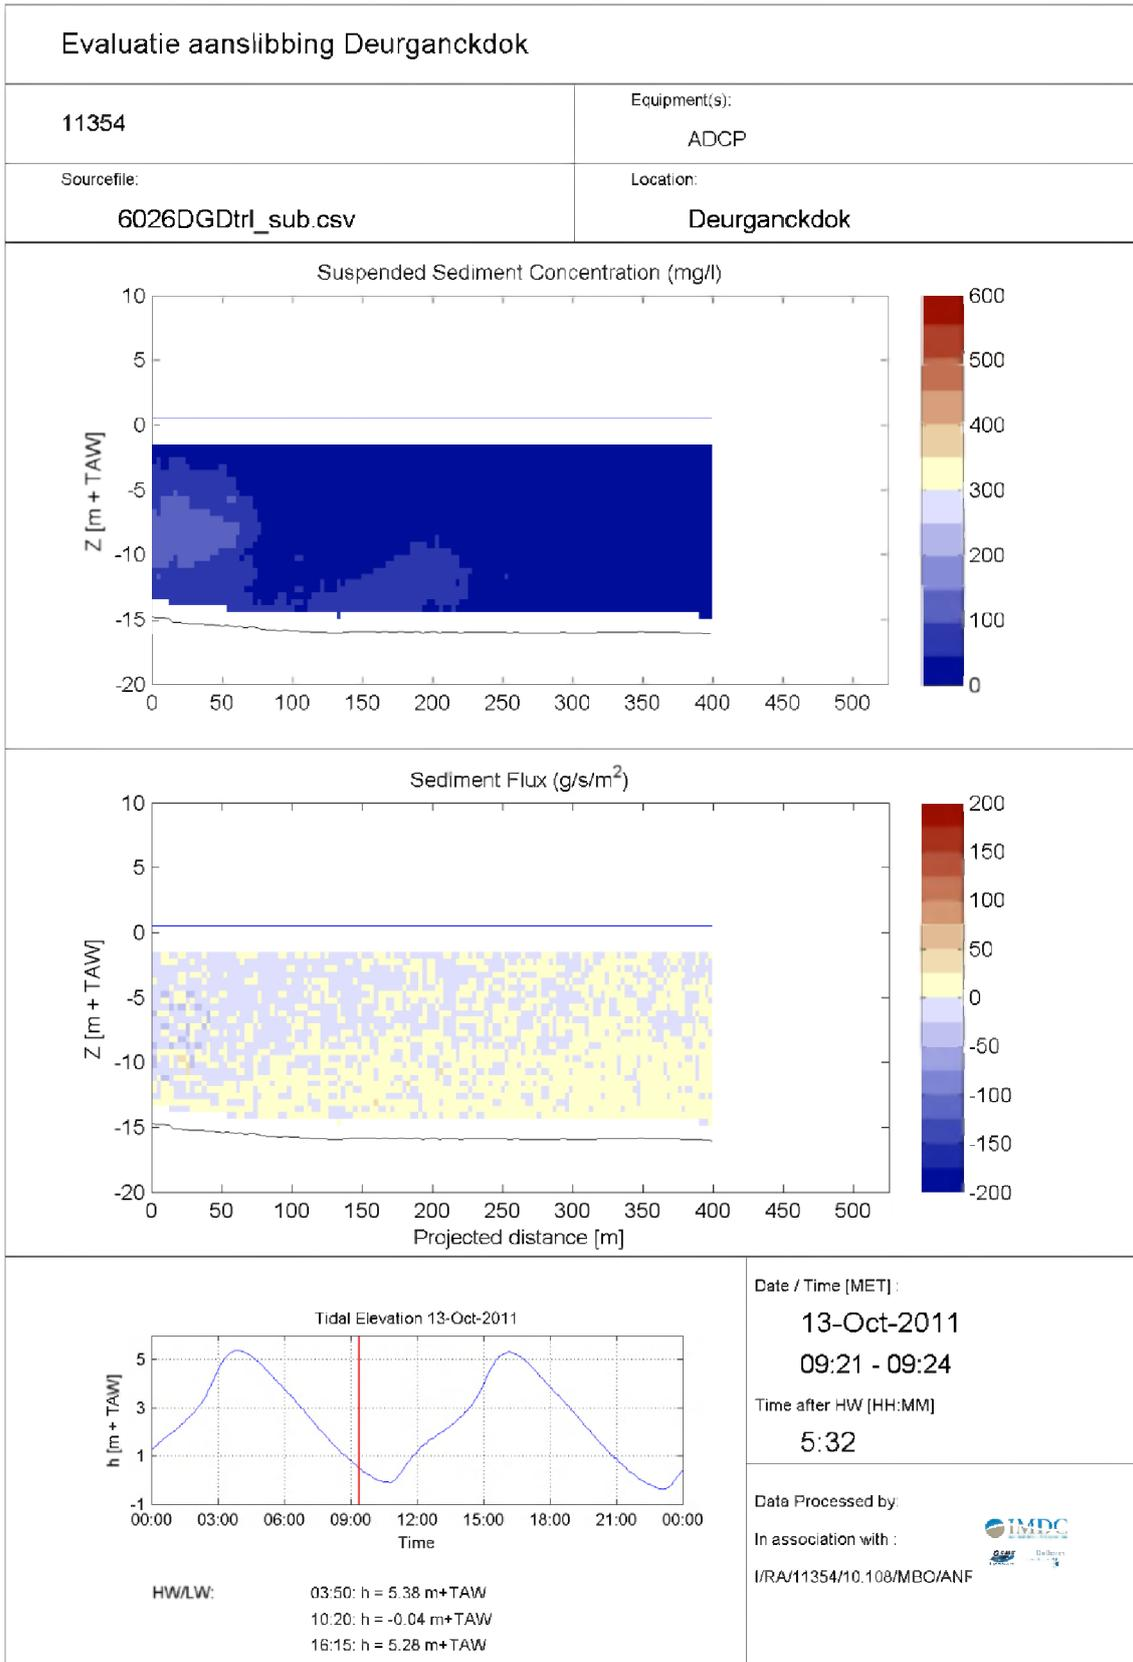 Evaluatie aanslibbing Deurganckdok
11354
Equipment(s):
ADCP
Sourcefile:
6026DGDtrl_sub.csv
Location:
Deurganckdok
Suspended Sediment Concentration (mg/l)
10
5
0
-5
-10
-15
-20
Z [m + TAW]
0 50 100 150 200 250 300 350 400 450 500
600
500
400
300
200
100
0
Sediment Flux (g/s/m²)
10
5
0
-5
-10
-15
-20
Z [m + TAW]
0 50 100 150 200 250 300 350 400 450 500
Projected distance [m]
200
150
100
50
0
-50
-100
-150
-200
Tidal Elevation 13-Oct-2011
5
3
1
-1
h [m + TAW]
00:00 03:00 06:00 09:00 12:00 15:00 18:00 21:00 00:00
Time
HW/LW:
03:50: h = 5.38 m+TAW
10:20: h = -0.04 m+TAW
16:15: h = 5.28 m+TAW
Date / Time [MET] :
13-Oct-2011
09:21 - 09:24
Time after HW [HH:MM]
5:32
Data Processed by:
IMDC
In association with :
I/RA/11354/10.108/MBO/ANF